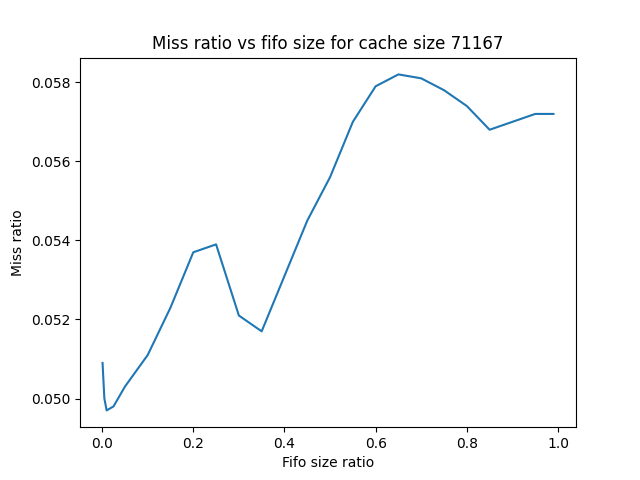 Miss ratio vs fifo size for cache size 71167
0.058
0.056
0.054
0.052
0.050
Miss ratio
0.0 0.2 0.4 0.6 0.8 1.0
Fifo size ratio